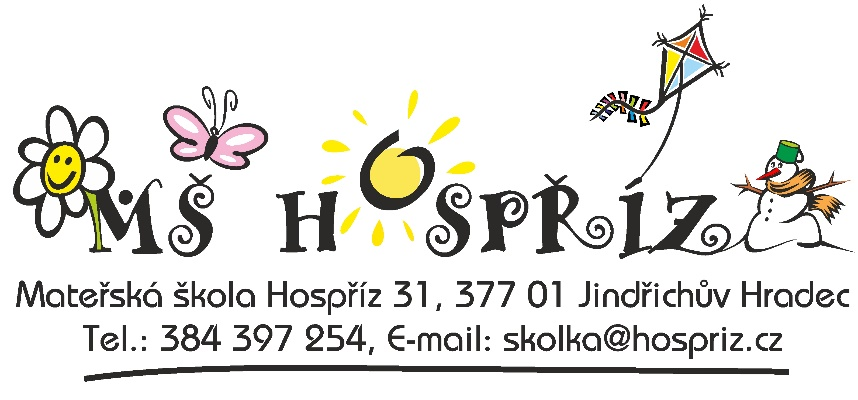 MŠ HOSPŘÍZ
Mateřská škola Hospříz 31, 377 01 Jindřichův Hradec
Tel.: 384 397 254, E-mail: skolka@hospriz.cz